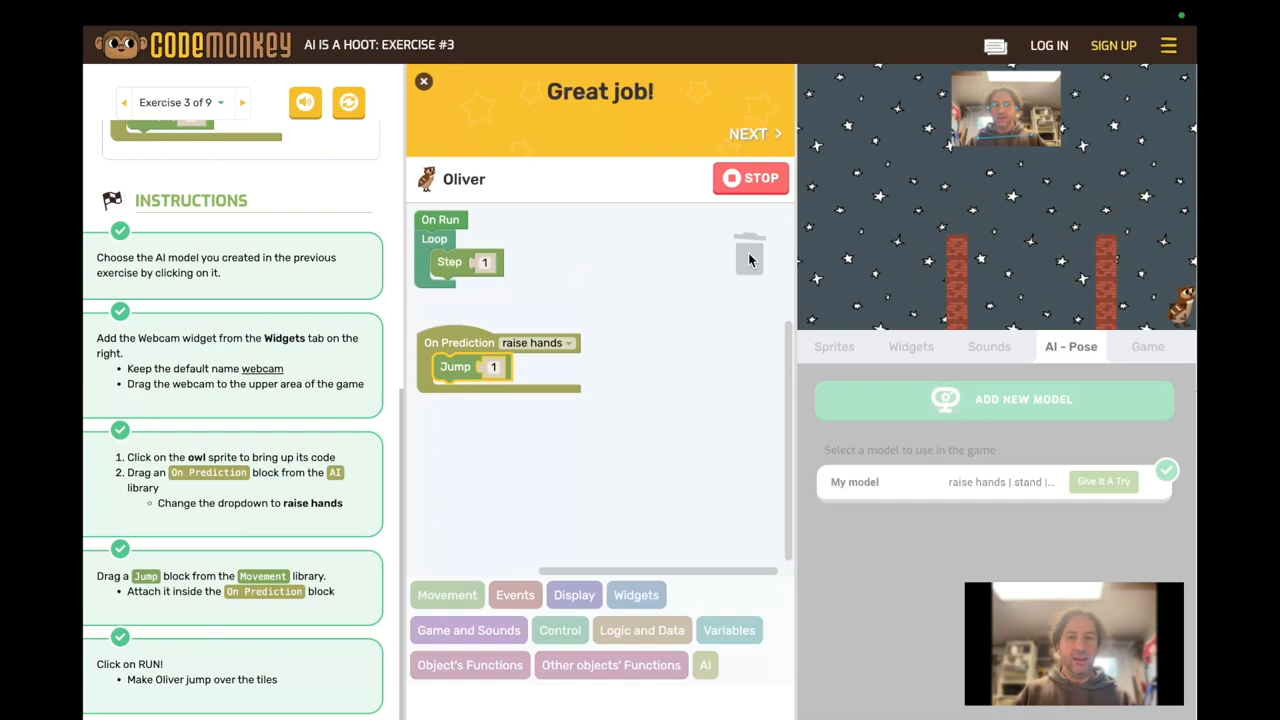 CODEMONKEY AI IS A HOOT: EXERCISE #3 LOG IN SIGN UP
Exercise 3 of 9
INSTRUCTIONS
Choose the AI model you created in the previous
exercise by clicking on it.
Add the Webcam widget from the Widgets tab on the
right.
• Keep the default name webcam
• Drag the webcam to the upper area of the game
1. Click on the owl sprite to bring up its code
2. Drag an On Prediction block from the AI
library
Change the dropdown to raise hands
Drag a Jump block from the Movement library.
• Attach it inside the On Prediction block
Click on RUN!
• Make Oliver jump over the tiles
Great job!
NEXT >
Oliver
STOP
On Run
Loop
Step 1
On Prediction raise hands
Jump 1
Movement Events Display Widgets
Game and Sounds Control Logic and Data Variables
Object's Functions Other objects' Functions AI
Sprites Widgets Sounds AI - Pose Game
ADD NEW MODEL
Select a model to use in the game
My model raise hands | stand |... Give It A Try